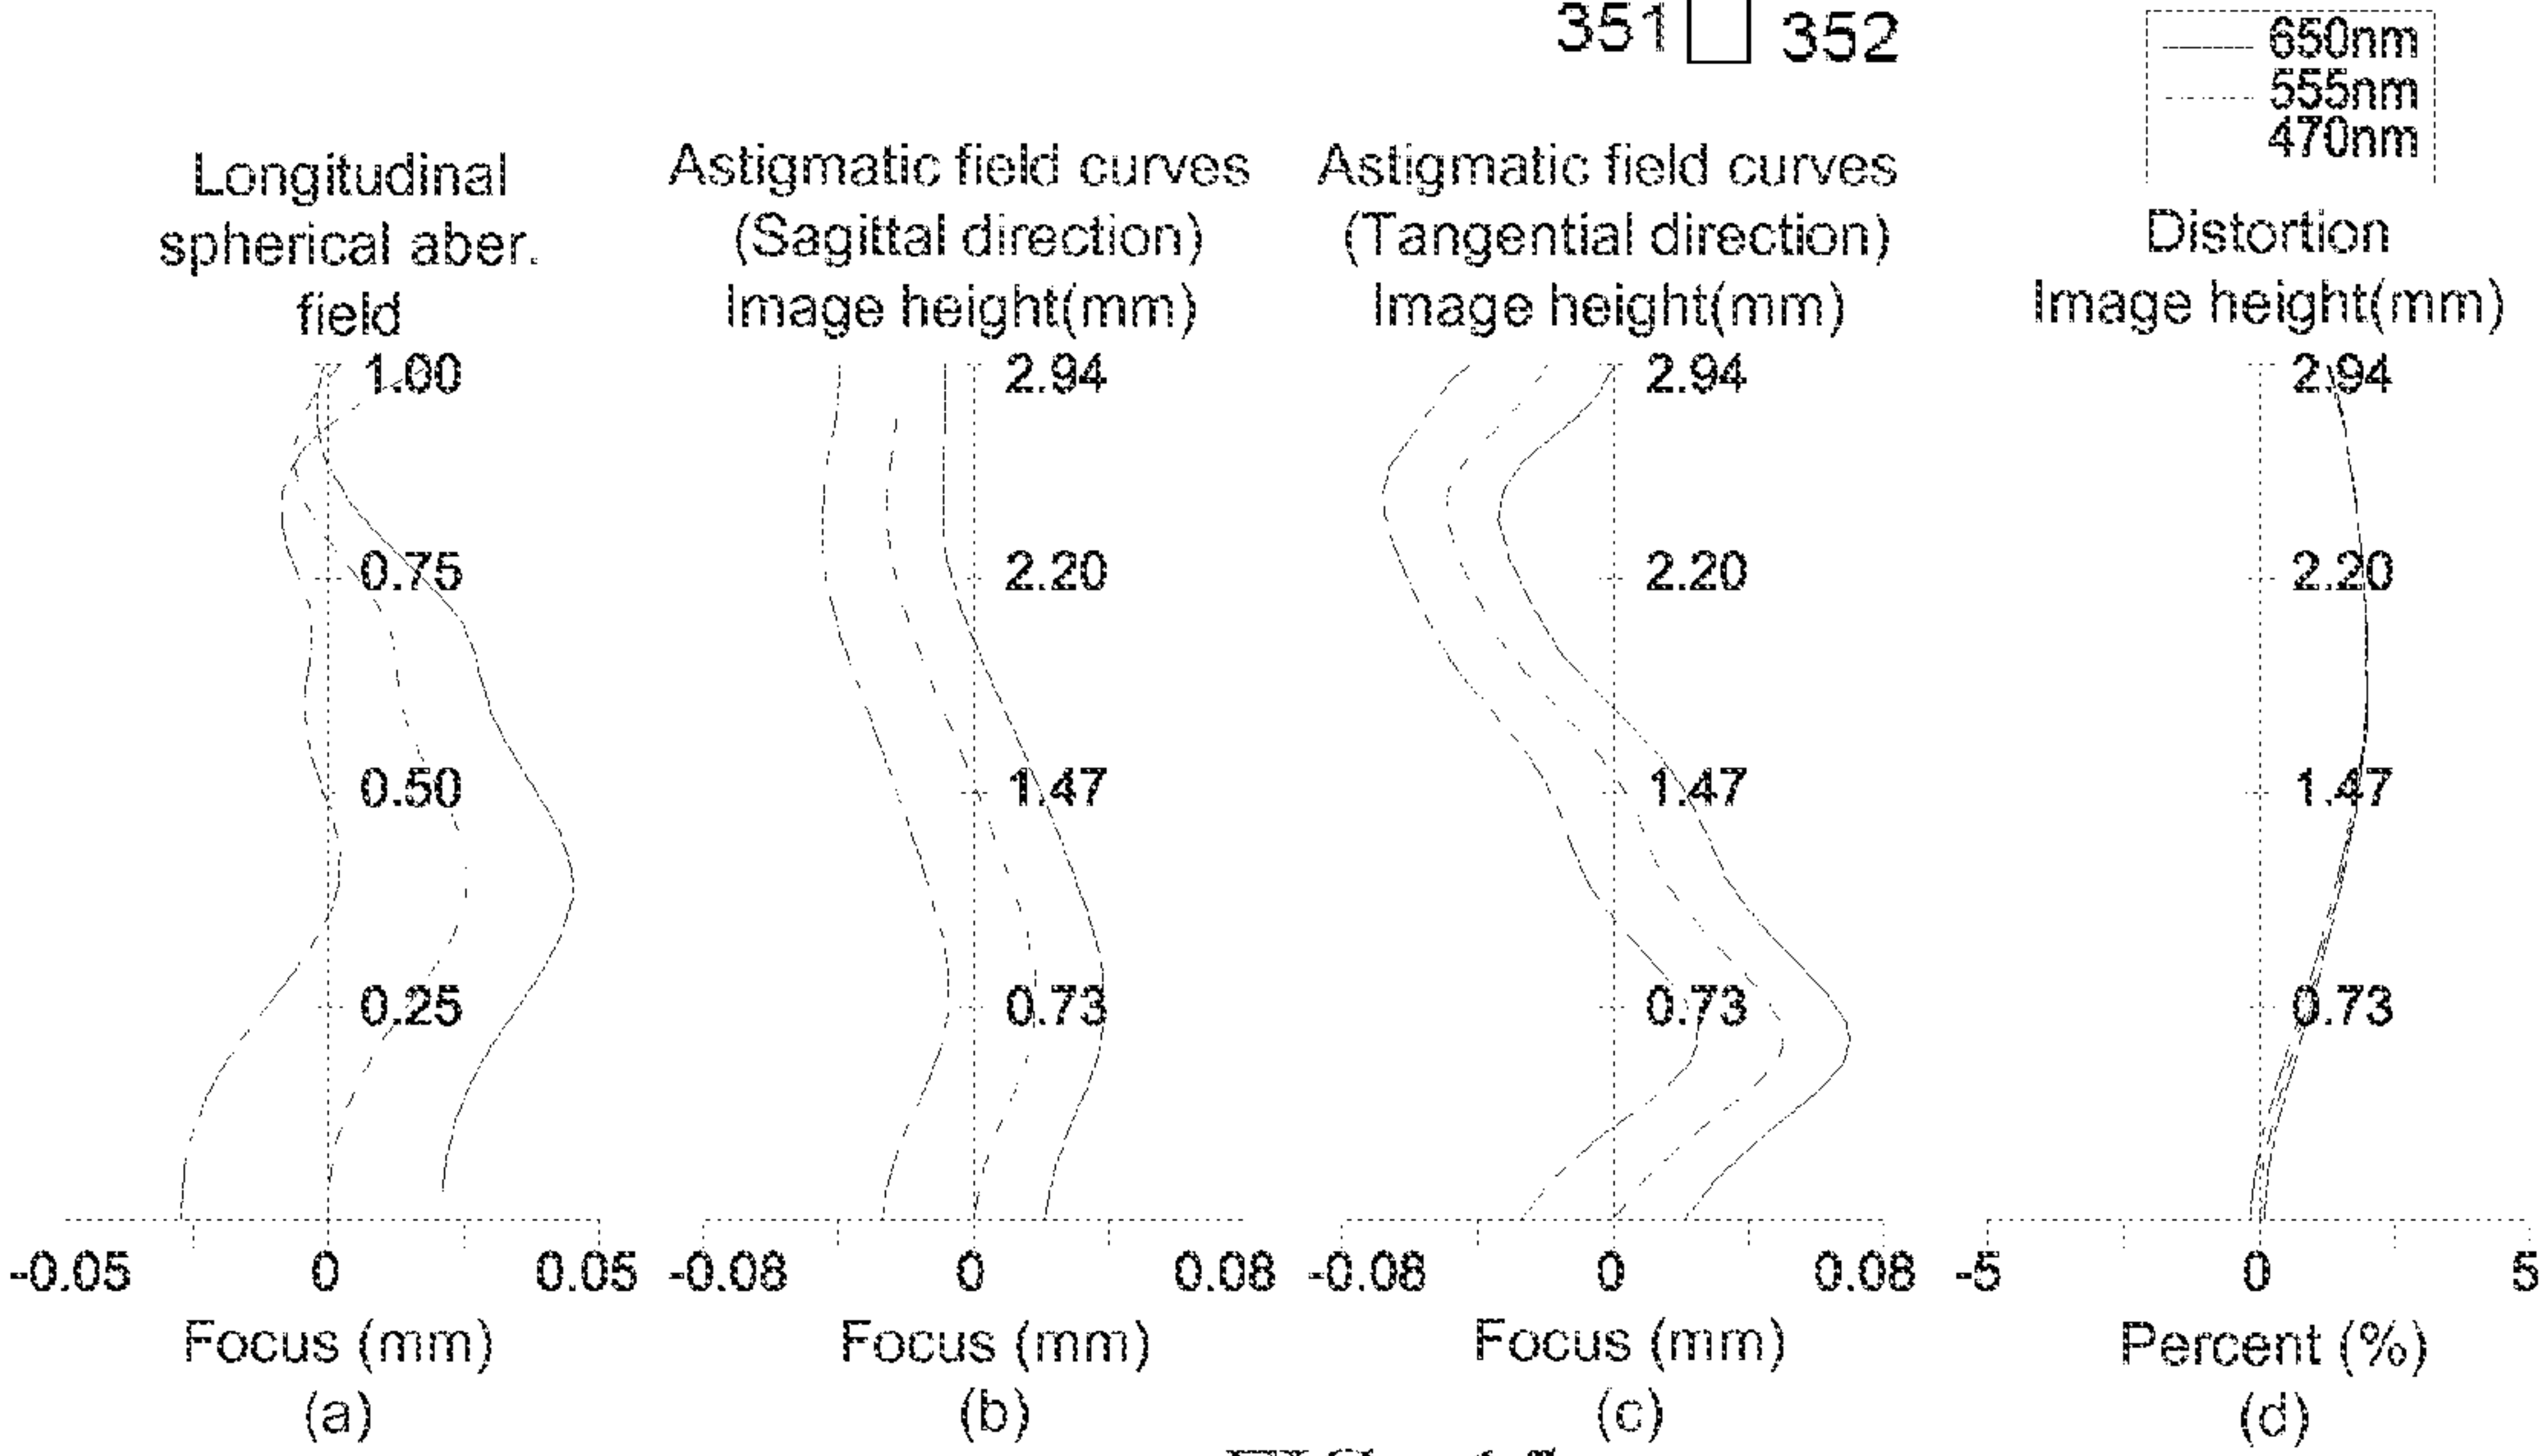 351 352
650nm
555nm
470nm
Longitudinal
spherical aber.
field
Astigmatic field curves
(Sagittal direction)
Image height(mm)
Astigmatic field curves
(Tangential direction)
Image height(mm)
Distortion
Image height(mm)
1.00
0.75
0.50
0.25
-0.05 0 0.05
Focus (mm)
(a)
2.94
2.20
1.47
0.73
-0.08 0 0.08
Focus (mm)
(b)
2.94
2.20
1.47
0.73
-0.08 0 0.08
Focus (mm)
(c)
2.94
2.20
1.47
0.73
-5 0 5
Percent (%)
(d)